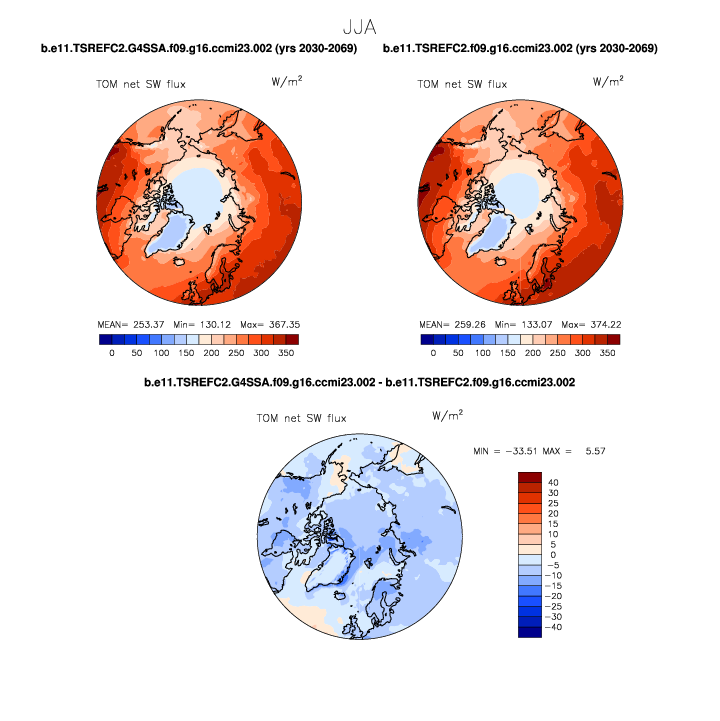 JJA
b.e11.TSREFC2.G4SSA.f09.g16.ccmi23.002 (yrs 2030-2069) b.e11.TSREFC2.f09.g16.ccmi23.002 (yrs 2030-2069)
TOM net SW flux W/m²
TOM net SW flux W/m²
MEAN= 253.37 Min= 130.12 Max= 367.35
0 50 100 150 200 250 300 350
MEAN= 259.26 Min= 133.07 Max= 374.22
0 50 100 150 200 250 300 350
b.e11.TSREFC2.G4SSA.f09.g16.ccmi23.002 - b.e11.TSREFC2.f09.g16.ccmi23.002
TOM net SW flux W/m²
MIN = -33.51 MAX = 5.57
40
30
25
20
15
10
5
0
-5
-10
-15
-20
-25
-30
-40